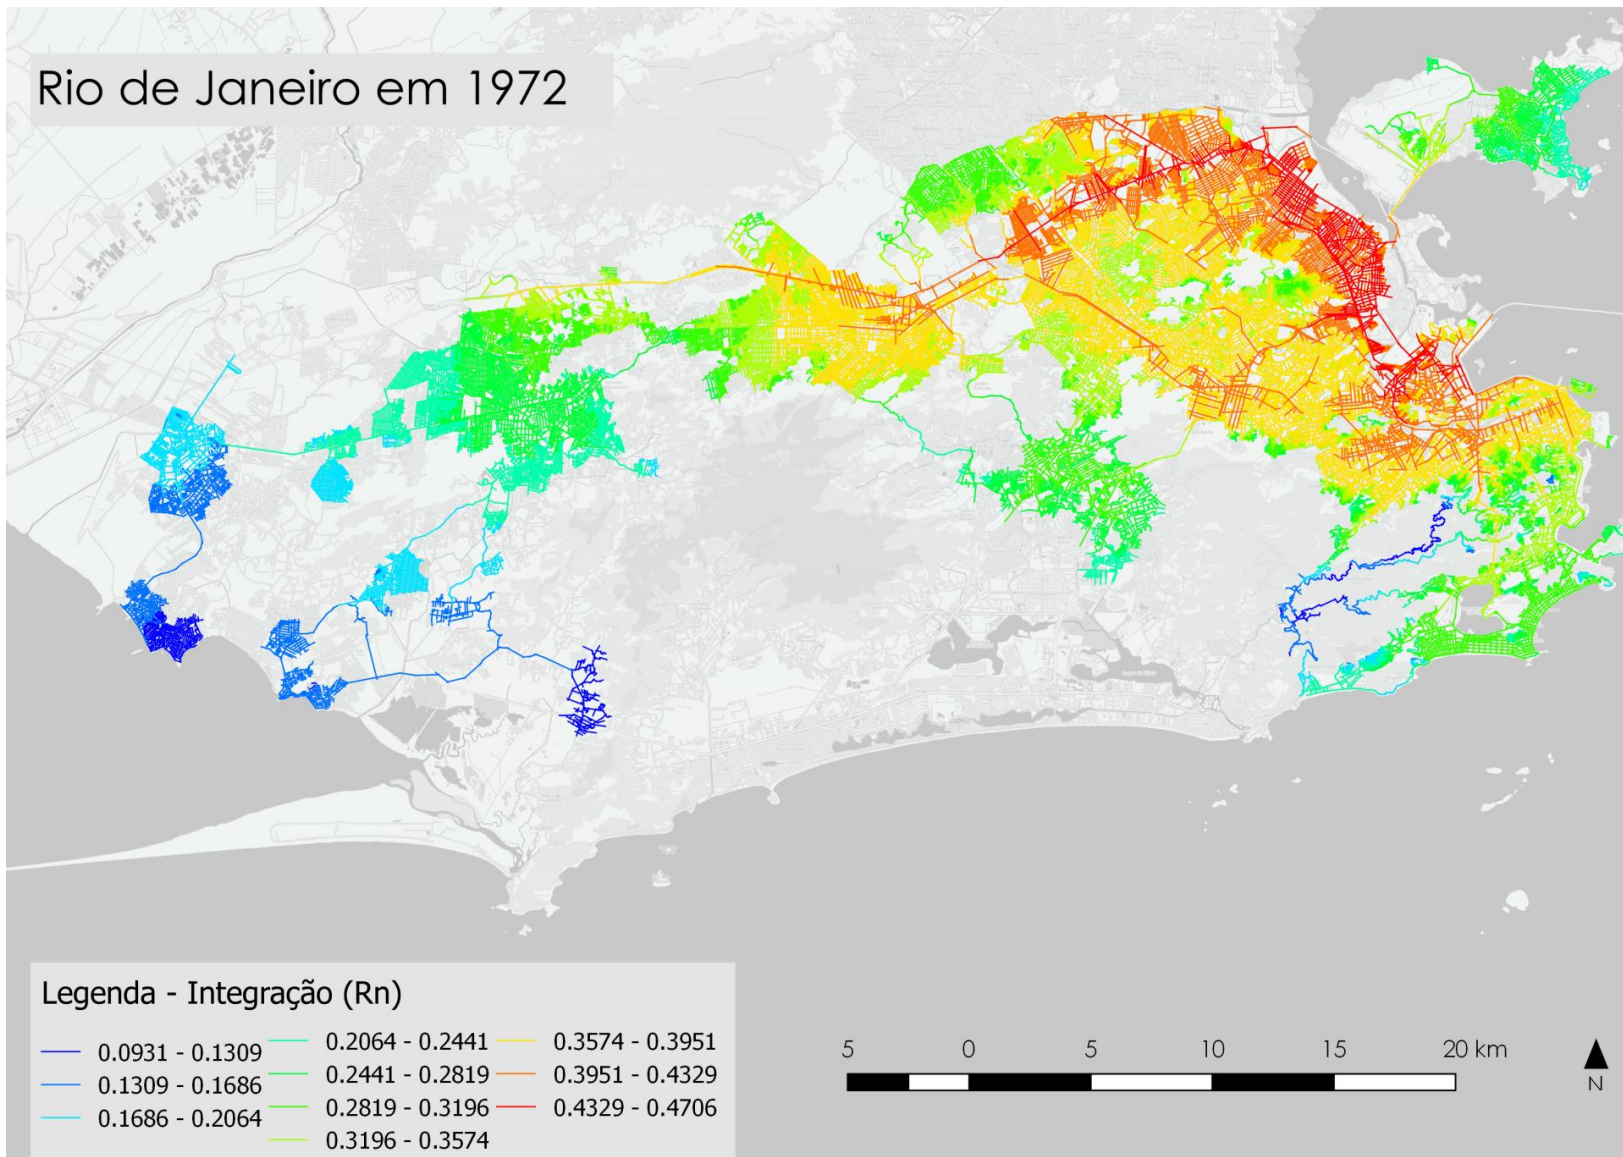 Rio de Janeiro em 1972
Legenda - Integração (Rn)
0.0931 - 0.1309
0.1309 - 0.1686
0.1686 - 0.2064
0.2064 - 0.2441
0.2441 - 0.2819
0.2819 - 0.3196
0.3196 - 0.3574
0.3574 - 0.3951
0.3951 - 0.4329
0.4329 - 0.4706
5 0 5 10 15 20 km
N